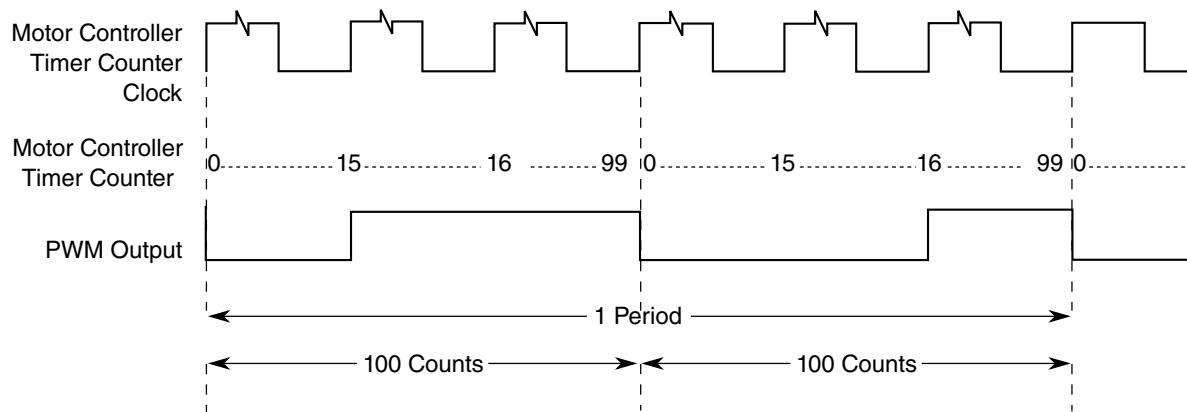 Motor Controller
Timer Counter
Clock
Motor Controller
Timer Counter
0 15 16 99 0 15 16 99 0
PWM Output
1 Period
100 Counts 100 Counts